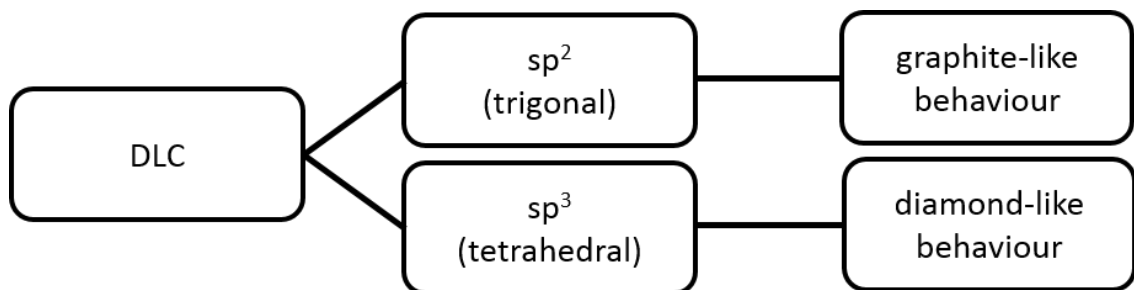 DLC
sp²
(trigonal)
graphite-like
behaviour
sp³
(tetrahedral)
diamond-like
behaviour